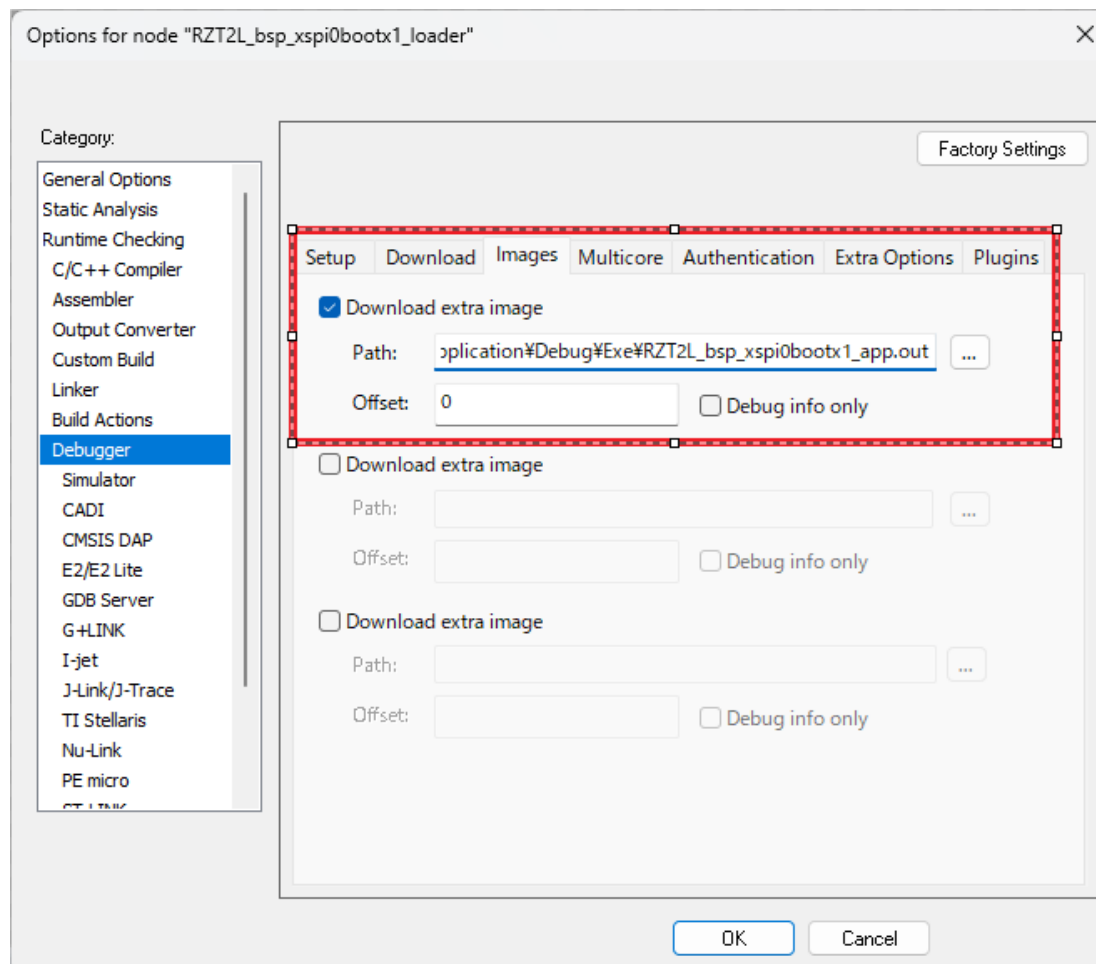 Options for node "RZT2L_bsp_xspi0bootx1_loader"
Category:
Factory Settings
General Options
Static Analysis
Runtime Checking
C/C++ Compiler
Assembler
Output Converter
Custom Build
Linker
Build Actions
Debugger
Simulator
CADI
CMSIS DAP
E2/E2 Lite
GDB Server
G+LINK
I-jet
J-Link/J-Trace
TI Stellaris
Nu-Link
PE micro
Setup Download Images Multicore Authentication Extra Options Plugins
Download extra image
Path: pplication¥Debug¥Exe¥RZT2L_bsp_xspi0bootx1_app.out ...
Offset: 0 Debug info only
Download extra image
Path: ...
Offset: Debug info only
Download extra image
Path: ...
Offset: Debug info only
OK Cancel